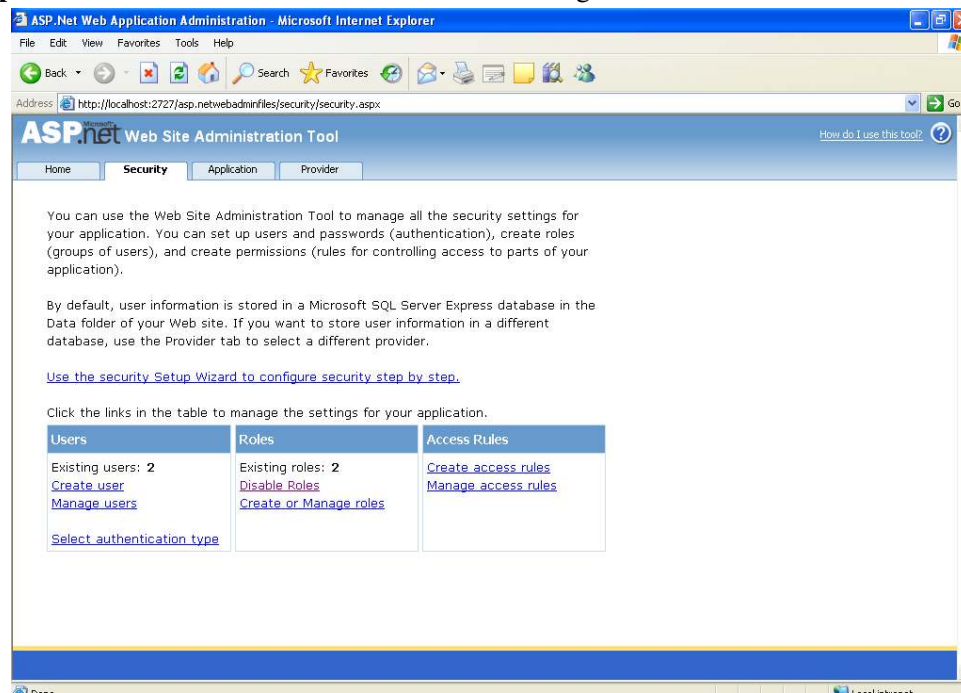 ASP.Net Web Application Administration - Microsoft Internet Explorer
File Edit View Favorites Tools Help
Back Search Favorites
Address http://localhost:2727/asp.netwebadminfiles/security/security.aspx Go
Microsoft
ASP.net Web Site Administration Tool How do I use this tool? ?
Home Security Application Provider
You can use the Web Site Administration Tool to manage all the security settings for
your application. You can set up users and passwords (authentication), create roles
(groups of users), and create permissions (rules for controlling access to parts of your
application).
By default, user information is stored in a Microsoft SQL Server Express database in the
Data folder of your Web site. If you want to store user information in a different
database, use the Provider tab to select a different provider.
Use the security Setup Wizard to configure security step by step.
Click the links in the table to manage the settings for your application.
Users Roles Access Rules
Existing users: 2 Existing roles: 2 Create access rules
Create user Disable Roles Manage access rules
Manage users Create or Manage roles
Select authentication type
Done Local intranet